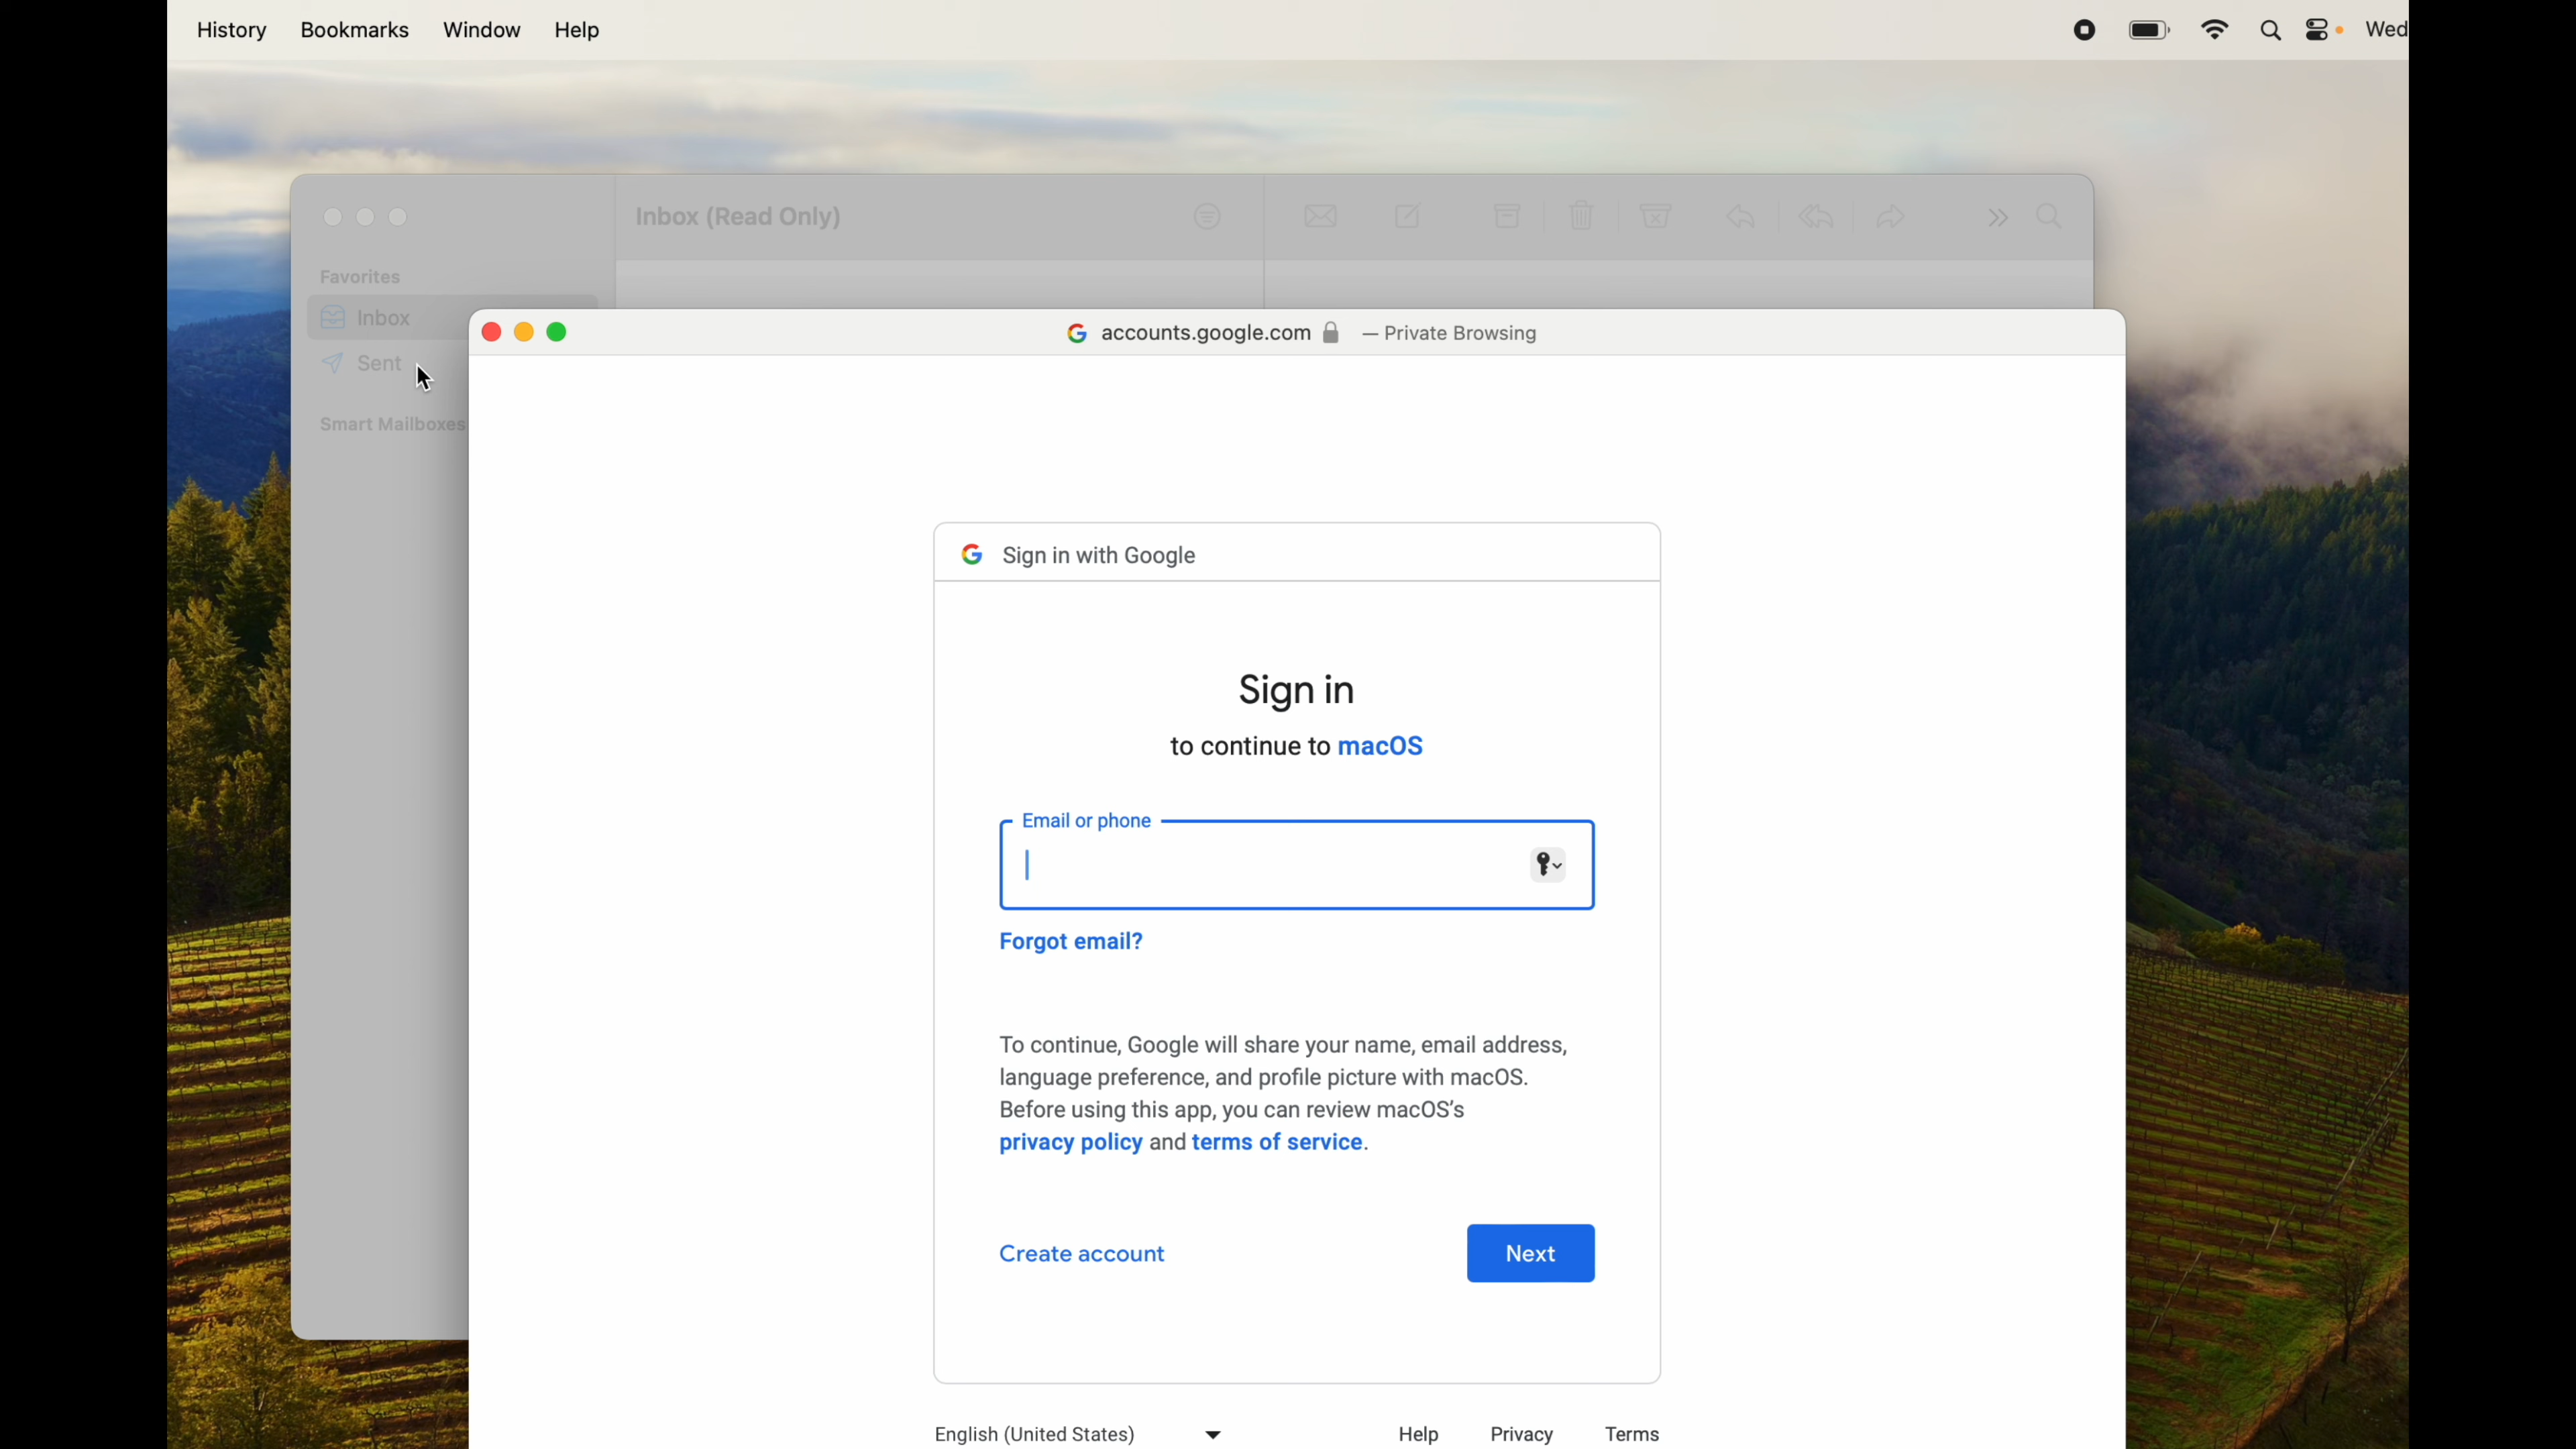 History Bookmarks Window Help Wed
Inbox (Read Only)
Favorites
Inbox
Sent
Smart Mailboxes
accounts.google.com — Private Browsing
Sign in with Google
Sign in
to continue to macOS
Email or phone
Forgot email?
To continue, Google will share your name, email address,
language preference, and profile picture with macOS.
Before using this app, you can review macOS's
privacy policy and terms of service.
Create account Next
English (United States) Help Privacy Terms